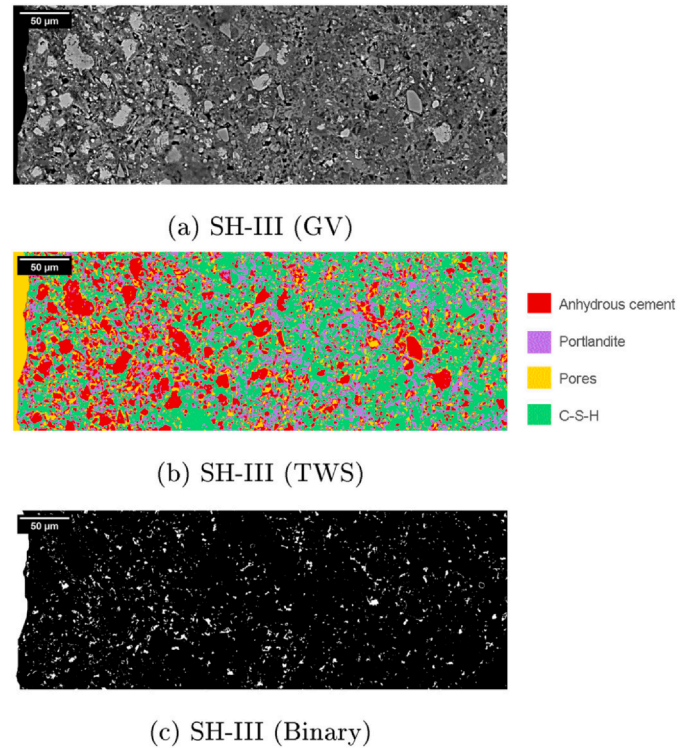 50 µm
(a) SH-III (GV)
50 µm
Anhydrous cement
Portlandite
Pores
C-S-H
(b) SH-III (TWS)
50 µm
(c) SH-III (Binary)